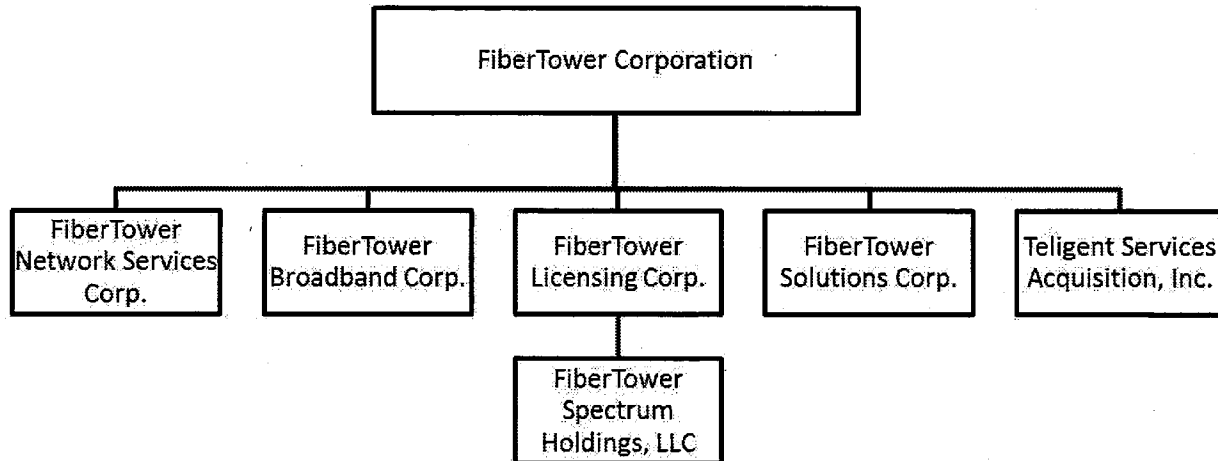 FiberTower Corporation
FiberTower
Network Services
Corp.
FiberTower
Broadband Corp.
FiberTower
Licensing Corp.
FiberTower
Solutions Corp.
Teligent Services
Acquisition, Inc.
FiberTower
Spectrum
Holdings, LLC